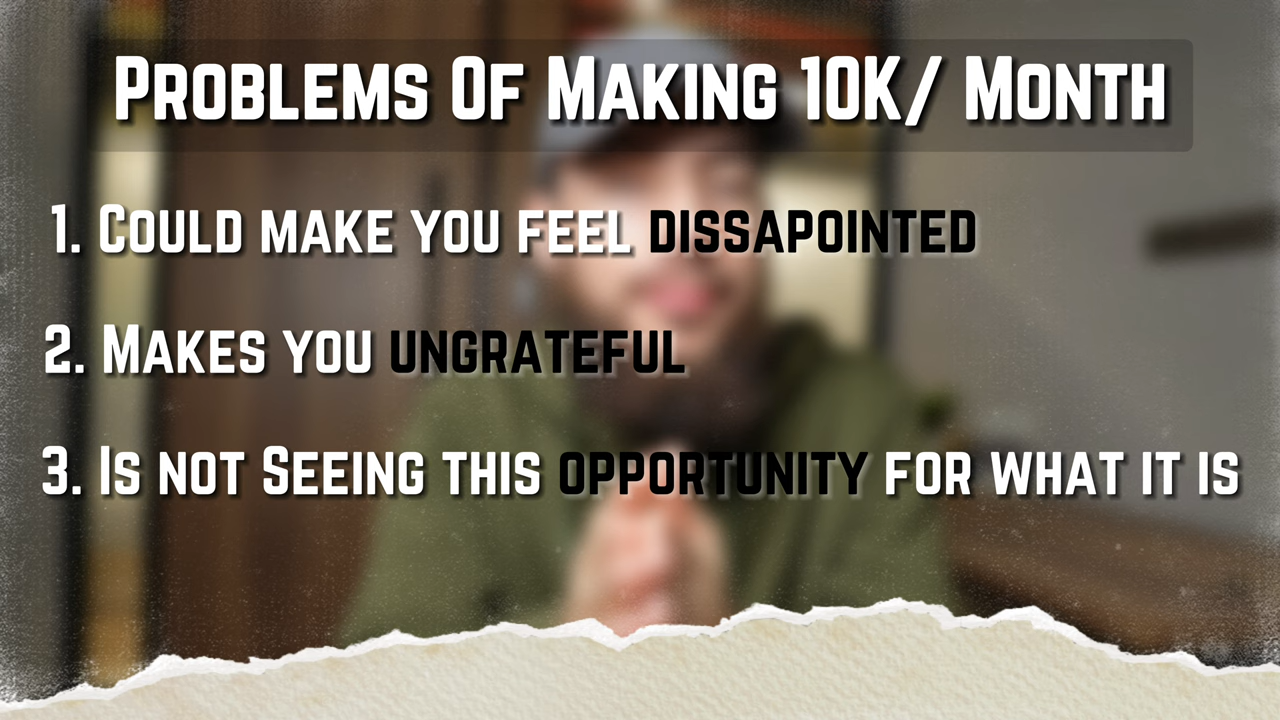 Problems Of Making 10K/ Month
1. Could make you feel dissapointed
2. Makes you ungrateful
3. Is not Seeing this opportunity for what it is